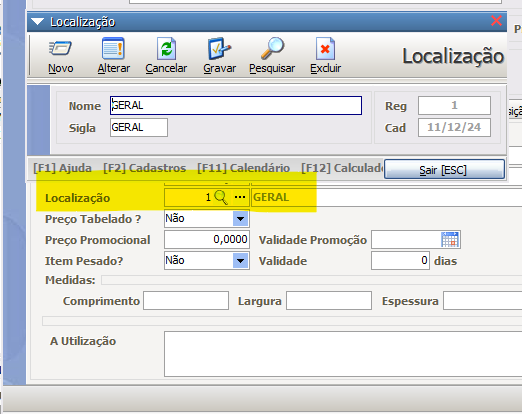 Localização
Novo Alterar Cancelar Gravar Pesquisar Excluir Localização
Nome GERAL Reg 1
Sigla GERAL Cad 11/12/24
[F1] Ajuda [F2] Cadastros [F11] Calendário [F12] Calculad Sair [ESC]
Localização 1 ... GERAL
Preço Tabelado ? Não
Preço Promocional 0,0000 Validade Promoção
Item Pesado? Não Validade 0 dias
Medidas:
Comprimento Largura Espessura
A Utilização